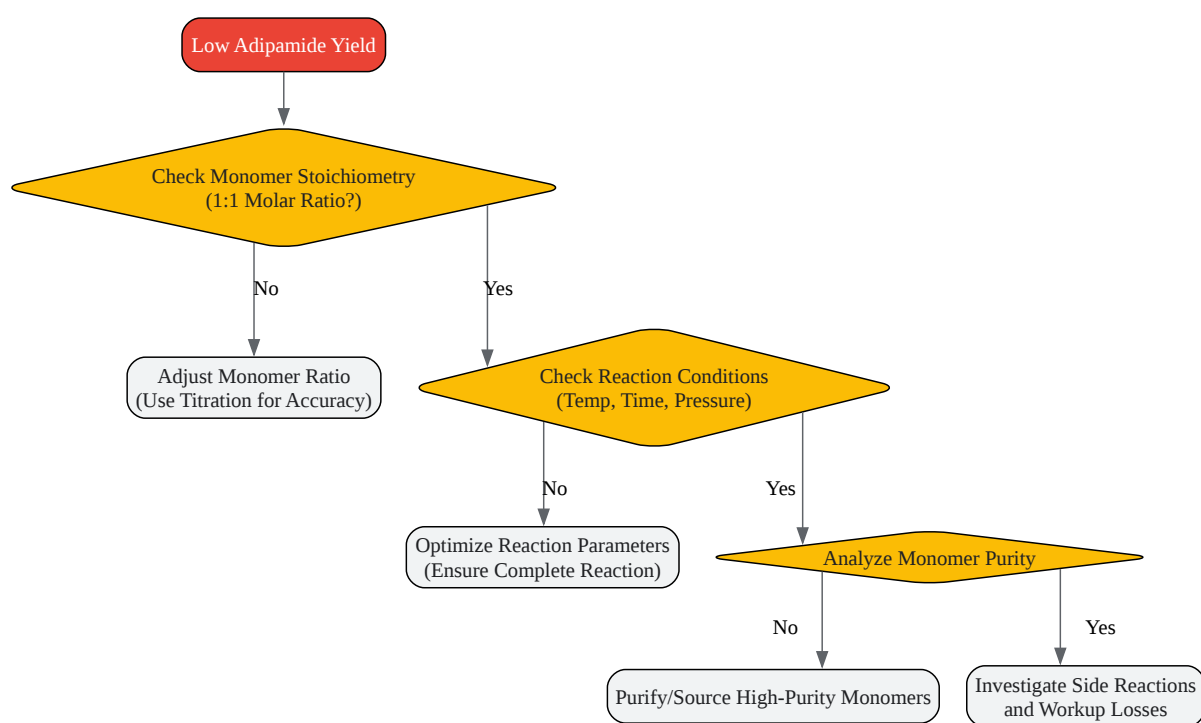 Low Adipamide Yield
Check Monomer Stoichiometry
(1:1 Molar Ratio?)
No
Yes
Adjust Monomer Ratio
(Use Titration for Accuracy)
Check Reaction Conditions
(Temp, Time, Pressure)
No
Yes
Optimize Reaction Parameters
(Ensure Complete Reaction)
Analyze Monomer Purity
No
Yes
Purify/Source High-Purity Monomers
Investigate Side Reactions
and Workup Losses